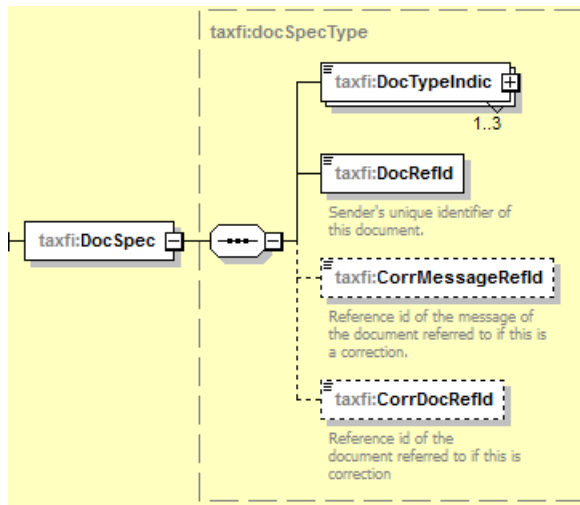 taxfi:docSpecType
taxfi:DocTypeIndic
1..3
taxfi:DocRefId
Sender's unique identifier of
this document.
taxfi:DocSpec
taxfi:CorrMessageRefId
Reference id of the message of
the document referred to if this is
a correction.
taxfi:CorrDocRefId
Reference id of the
document referred to if this is
correction